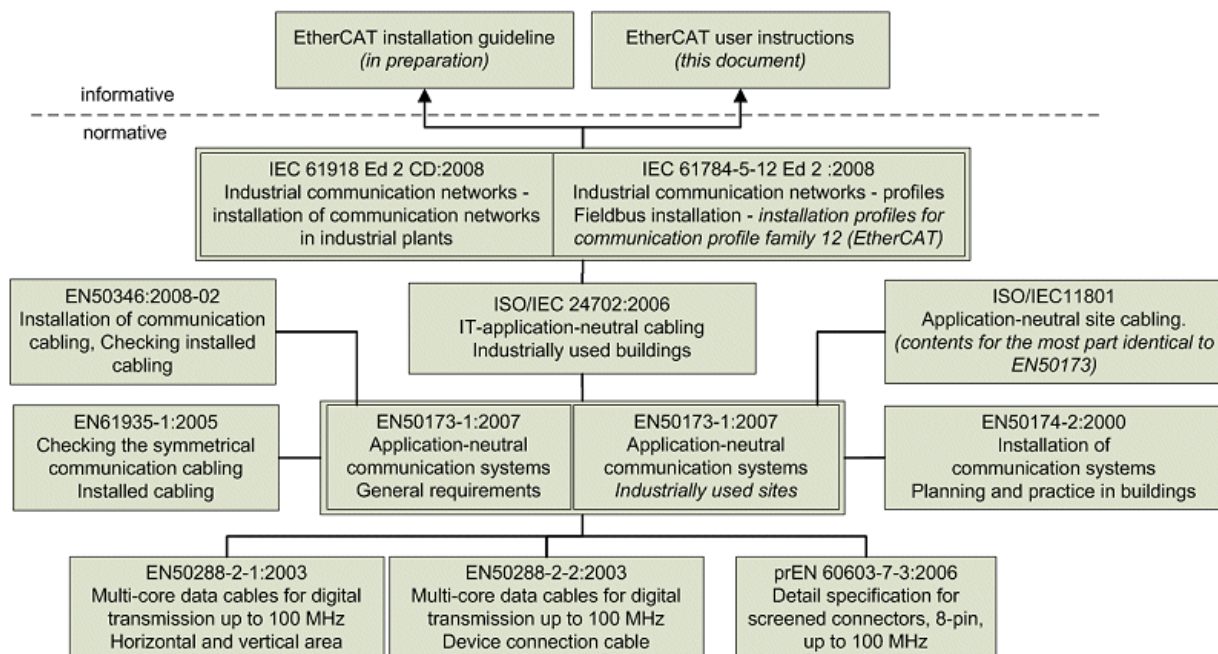 EtherCAT installation guideline
(in preparation)
EtherCAT user instructions
(this document)
informative
normative
IEC 61918 Ed 2 CD:2008
Industrial communication networks -
installation of communication networks
in industrial plants
IEC 61784-5-12 Ed 2 :2008
Industrial communication networks - profiles
Fieldbus installation - installation profiles for
communication profile family 12 (EtherCAT)
EN50346:2008-02
Installation of communication
cabling, Checking installed
cabling
ISO/IEC 24702:2006
IT-application-neutral cabling
Industrially used buildings
ISO/IEC11801
Application-neutral site cabling.
(contents for the most part identical to
EN50173)
EN61935-1:2005
Checking the symmetrical
communication cabling
Installed cabling
EN50173-1:2007
Application-neutral
communication systems
General requirements
EN50173-1:2007
Application-neutral
communication systems
Industrially used sites
EN50174-2:2000
Installation of
communication systems
Planning and practice in buildings
EN50288-2-1:2003
Multi-core data cables for digital
transmission up to 100 MHz
Horizontal and vertical area
EN50288-2-2:2003
Multi-core data cables for digital
transmission up to 100 MHz
Device connection cable
prEN 60603-7-3:2006
Detail specification for
screened connectors, 8-pin,
up to 100 MHz